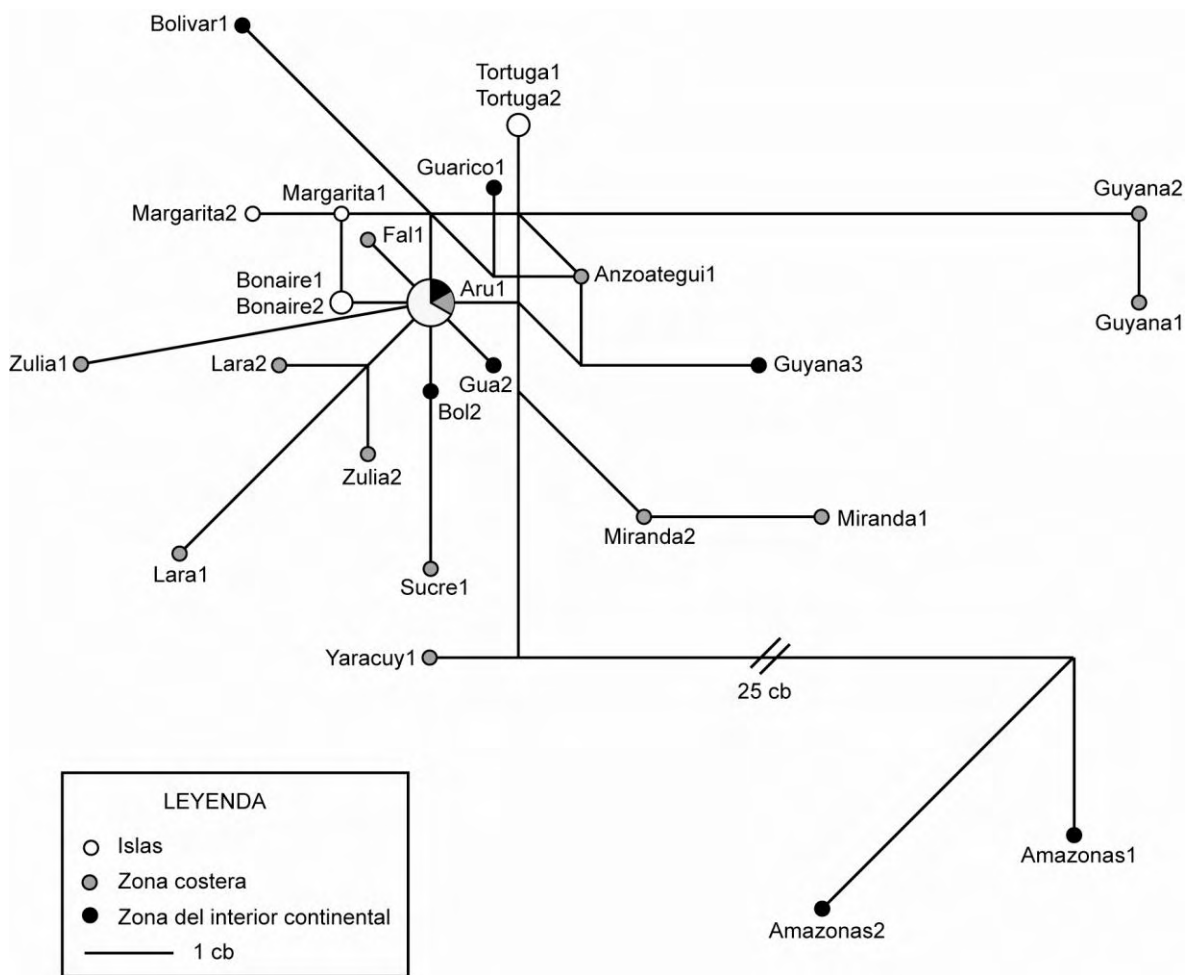 Bolivar1
Tortuga1
Tortuga2
Guarico1
Margarita1
Guyana2
Margarita2
Fal1
Bonaire1
Bonaire2
Aru1
Anzoategui1
Guyana1
Zulia1
Lara2
Gua2
Guyana3
Bol2
Zulia2
Miranda2
Miranda1
Lara1
Sucre1
Yaracuy1
25 cb
LEYENDA
Islas
Zona costera
Zona del interior continental
1 cb
Amazonas1
Amazonas2